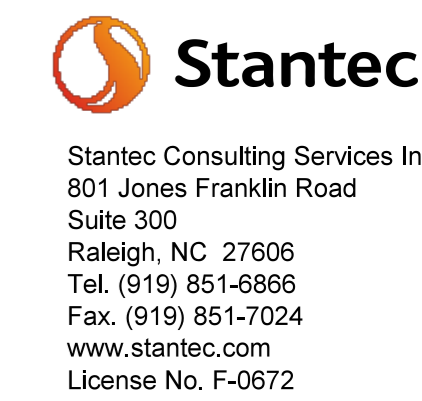 Stantec
Stantec Consulting Services In
801 Jones Franklin Road
Suite 300
Raleigh, NC 27606
Tel. (919) 851-6866
Fax. (919) 851-7024
www.stantec.com
License No. F-0672